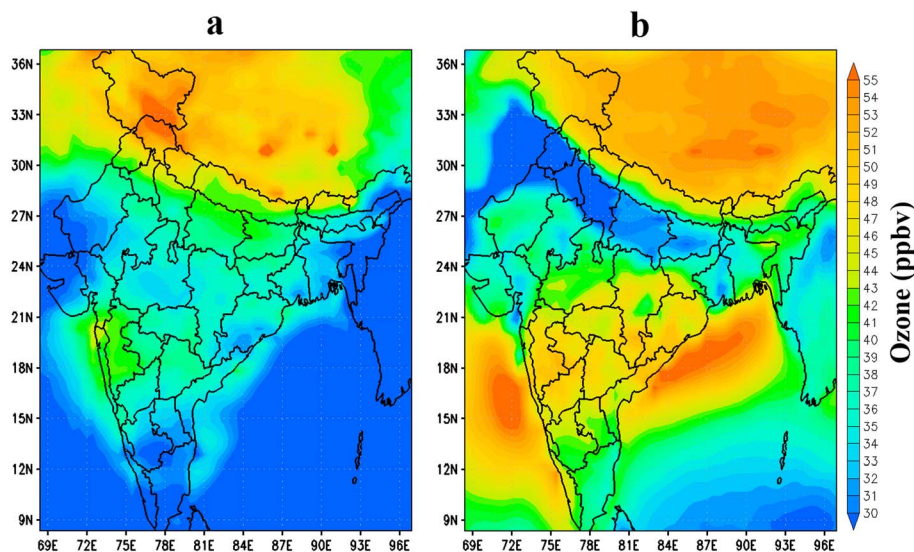 a
b
36N
33N
30N
27N
24N
21N
18N
15N
12N
9N
69E 72E 75E 78E 81E 84E 87E 90E 93E 96E
36N
33N
30N
27N
24N
21N
18N
15N
12N
9N
69E 72E 75E 78E 81E 84E 87E 90E 93E 96E
55
54
53
52
51
50
49
48
47
46
45
44
43
42
41
40
39
38
37
36
35
34
33
32
31
30
Ozone (ppbv)